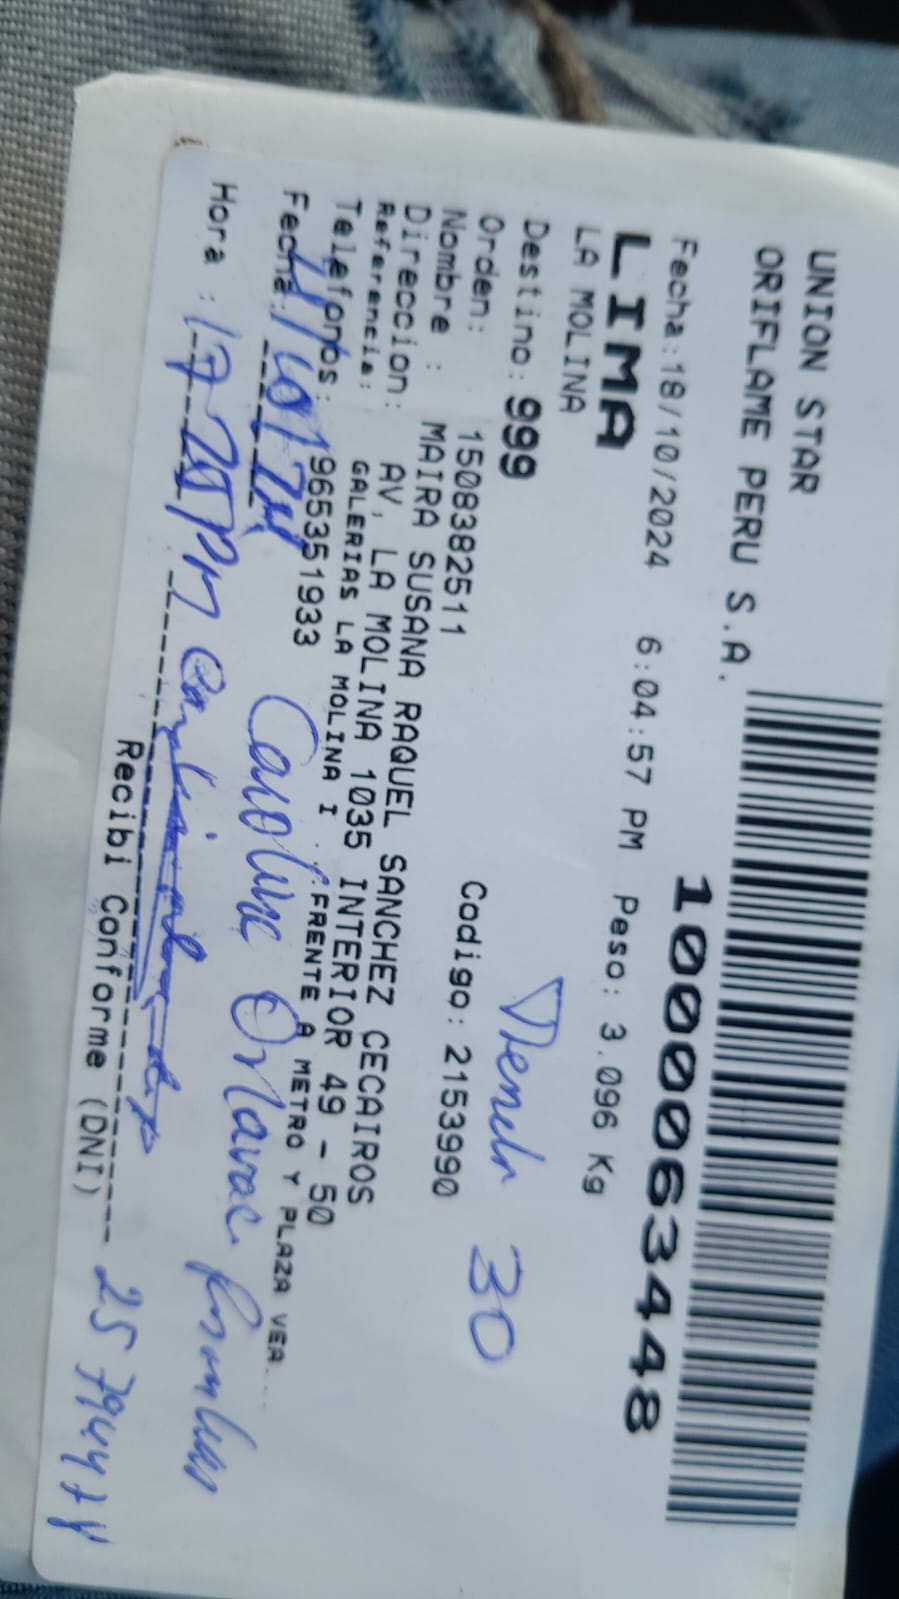 UNION STAR
ORIFLAME PERU S.A.
1000063448
Fecha:18/10/2024 6:04:57 PM Peso: 3.096 Kg
LIMA
LA MOLINA
30
Destino: 999
Orden: 1508382511 Codigo: 2153990
Nombre : MAIRA SUSANA RAQUEL SANCHEZ CECAIROS
Direccion: AV. LA MOLINA 1035 INTERIOR 49 - 50
Referencia: GALERIAS LA MOLINA I . . FRENTE A METRO Y PLAZA VEA....
Telefonos: 965351933
Fecha: /10/24
Hora :
Recibi Conforme (DNI)